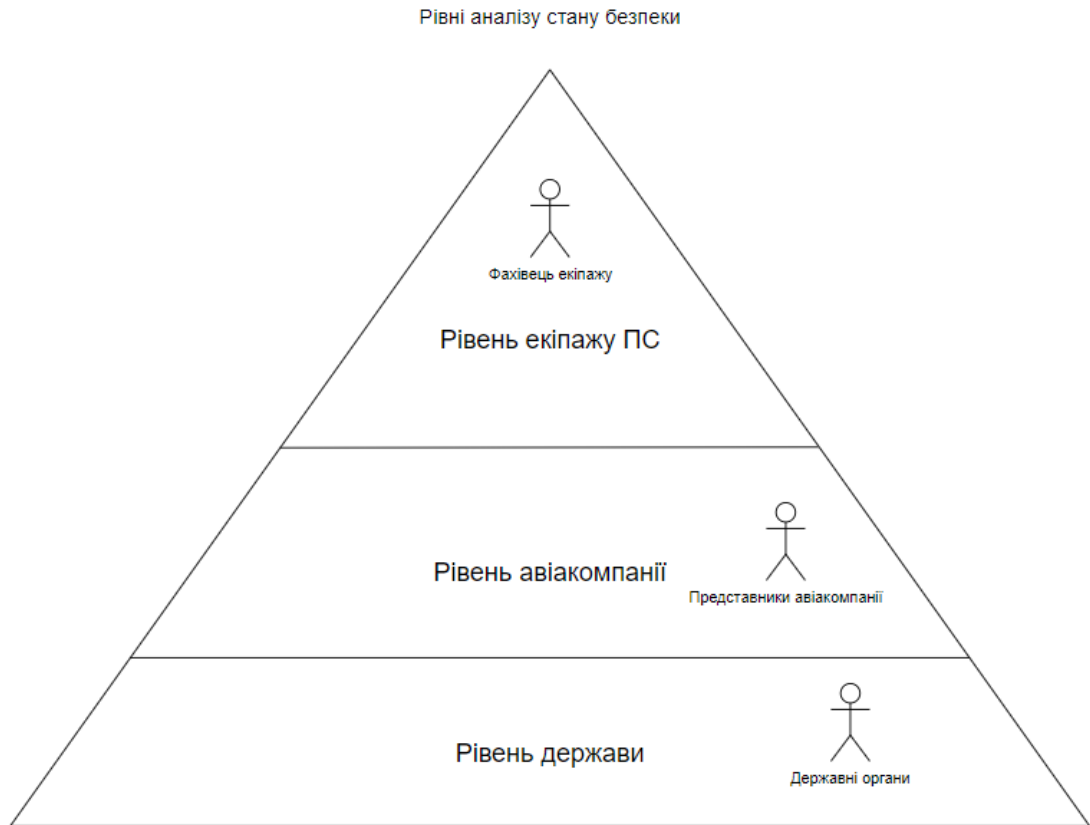 Рівні аналізу стану безпеки
Фахівець екіпажу
Рівень екіпажу ПС
Рівень авіакомпанії
Представники авіакомпанії
Рівень держави
Державні органи